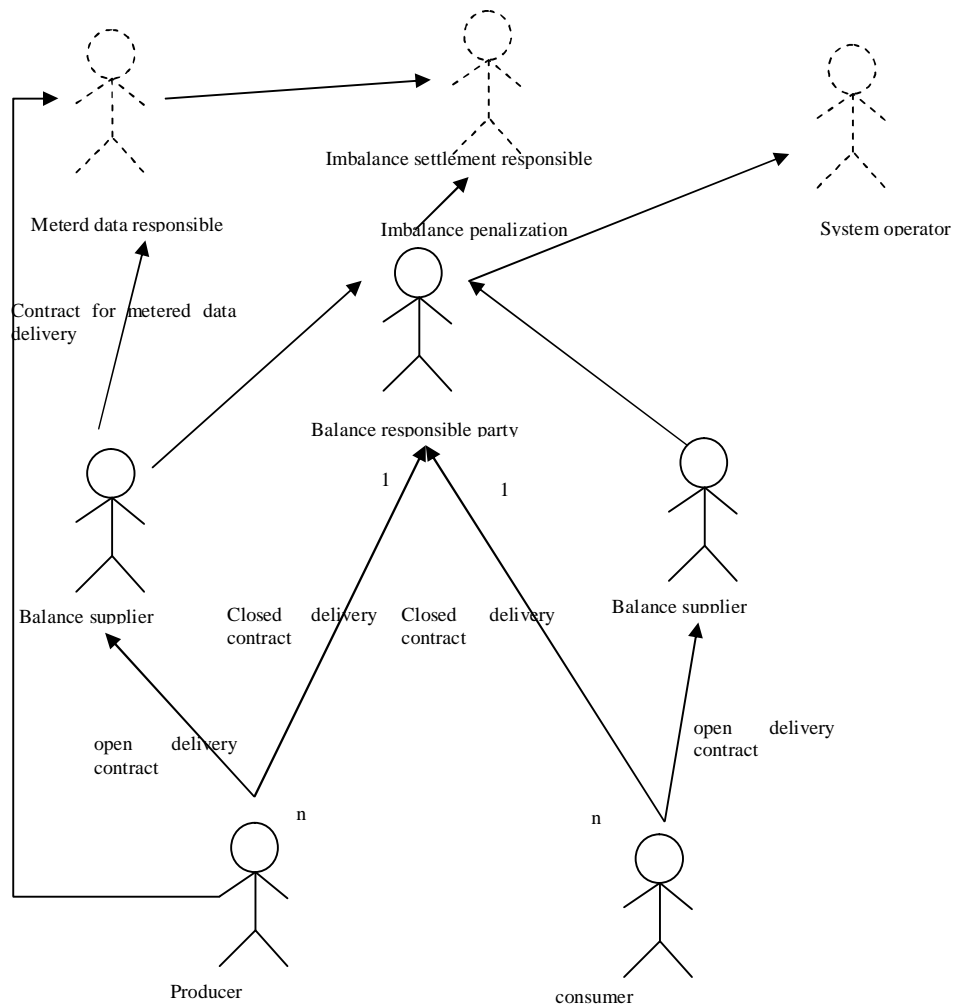 Imbalance settlement responsible
Meterd data responsible
Imbalance penalization
System operator
Contract for metered data
delivery
Balance responsible party
1
1
Balance supplier
Closed delivery
contract
Closed delivery
contract
Balance supplier
open delivery
contract
open delivery
contract
n
n
Producer
consumer